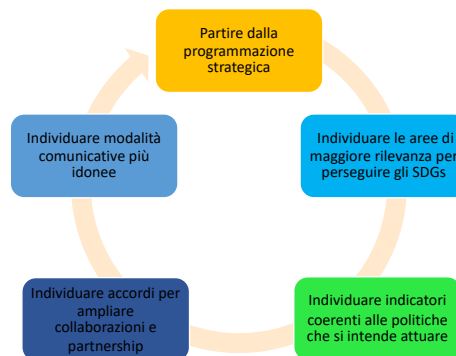 Partire dalla
programmazione
strategica
Individuare le aree di
maggiore rilevanza per
perseguire gli SDGs
Individuare indicatori
coerenti alle politiche
che si intende attuare
Individuare accordi per
ampliare
collaborazioni e
partnership
Individuare modalità
comunicative più
idonee